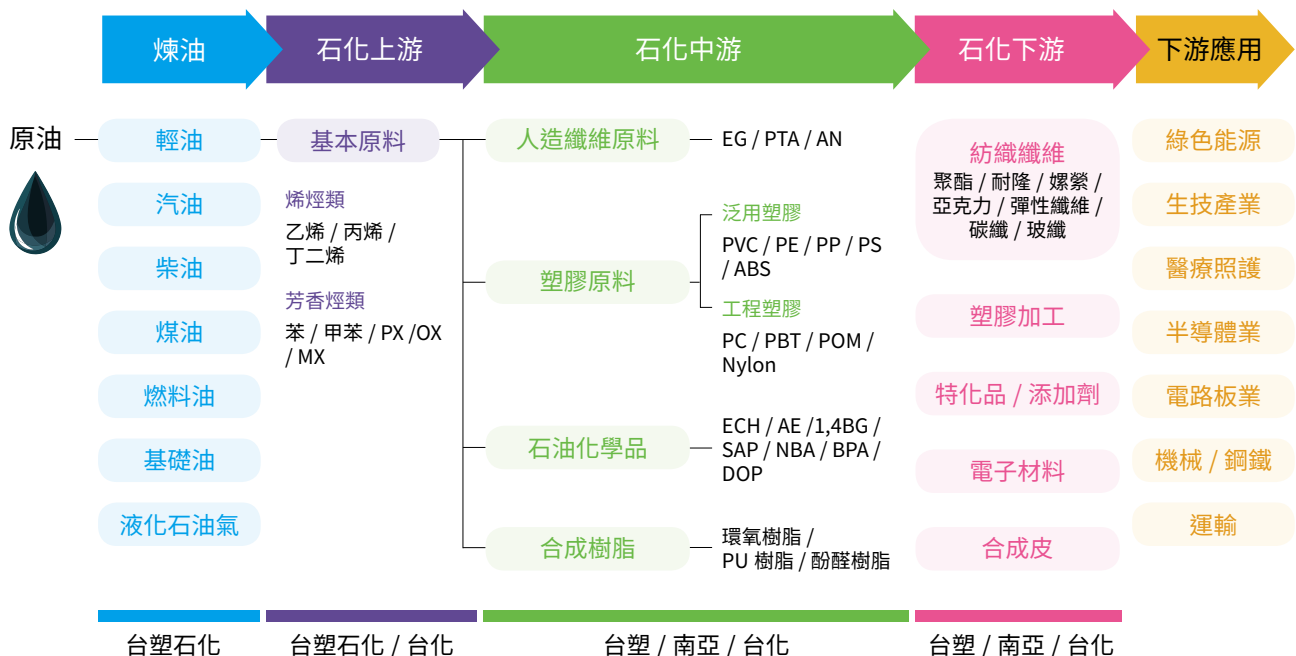 煉油
石化上游
石化中游
石化下游
下游應用
原油
輕油
汽油
柴油
煤油
燃料油
基礎油
液化石油氣
基本原料
烯烴類
乙烯 / 丙烯 /
丁二烯
芳香烴類
苯 / 甲苯 / PX /OX
/ MX
人造纖維原料
EG / PTA / AN
塑膠原料
泛用塑膠
PVC / PE / PP / PS
/ ABS
工程塑膠
PC / PBT / POM /
Nylon
石油化學品
ECH / AE /1,4BG /
SAP / NBA / BPA /
DOP
合成樹脂
環氧樹脂 /
PU 樹脂 / 酚醛樹脂
紡織纖維
聚酯 / 耐隆 / 嫘縈 /
亞克力 / 彈性纖維 /
碳纖 / 玻纖
塑膠加工
特化品 / 添加劑
電子材料
合成皮
綠色能源
生技產業
醫療照護
半導體業
電路板業
機械 / 鋼鐵
運輸
台塑石化
台塑石化 / 台化
台塑 / 南亞 / 台化
台塑 / 南亞 / 台化